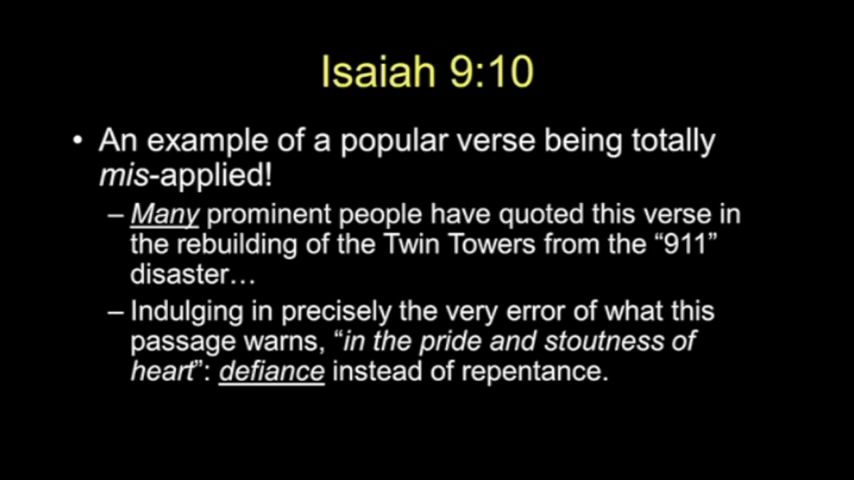 Isaiah 9:10
• An example of a popular verse being totally
mis-applied!
– Many prominent people have quoted this verse in
the rebuilding of the Twin Towers from the “911”
disaster…
– Indulging in precisely the very error of what this
passage warns, “in the pride and stoutness of
heart”: defiance instead of repentance.